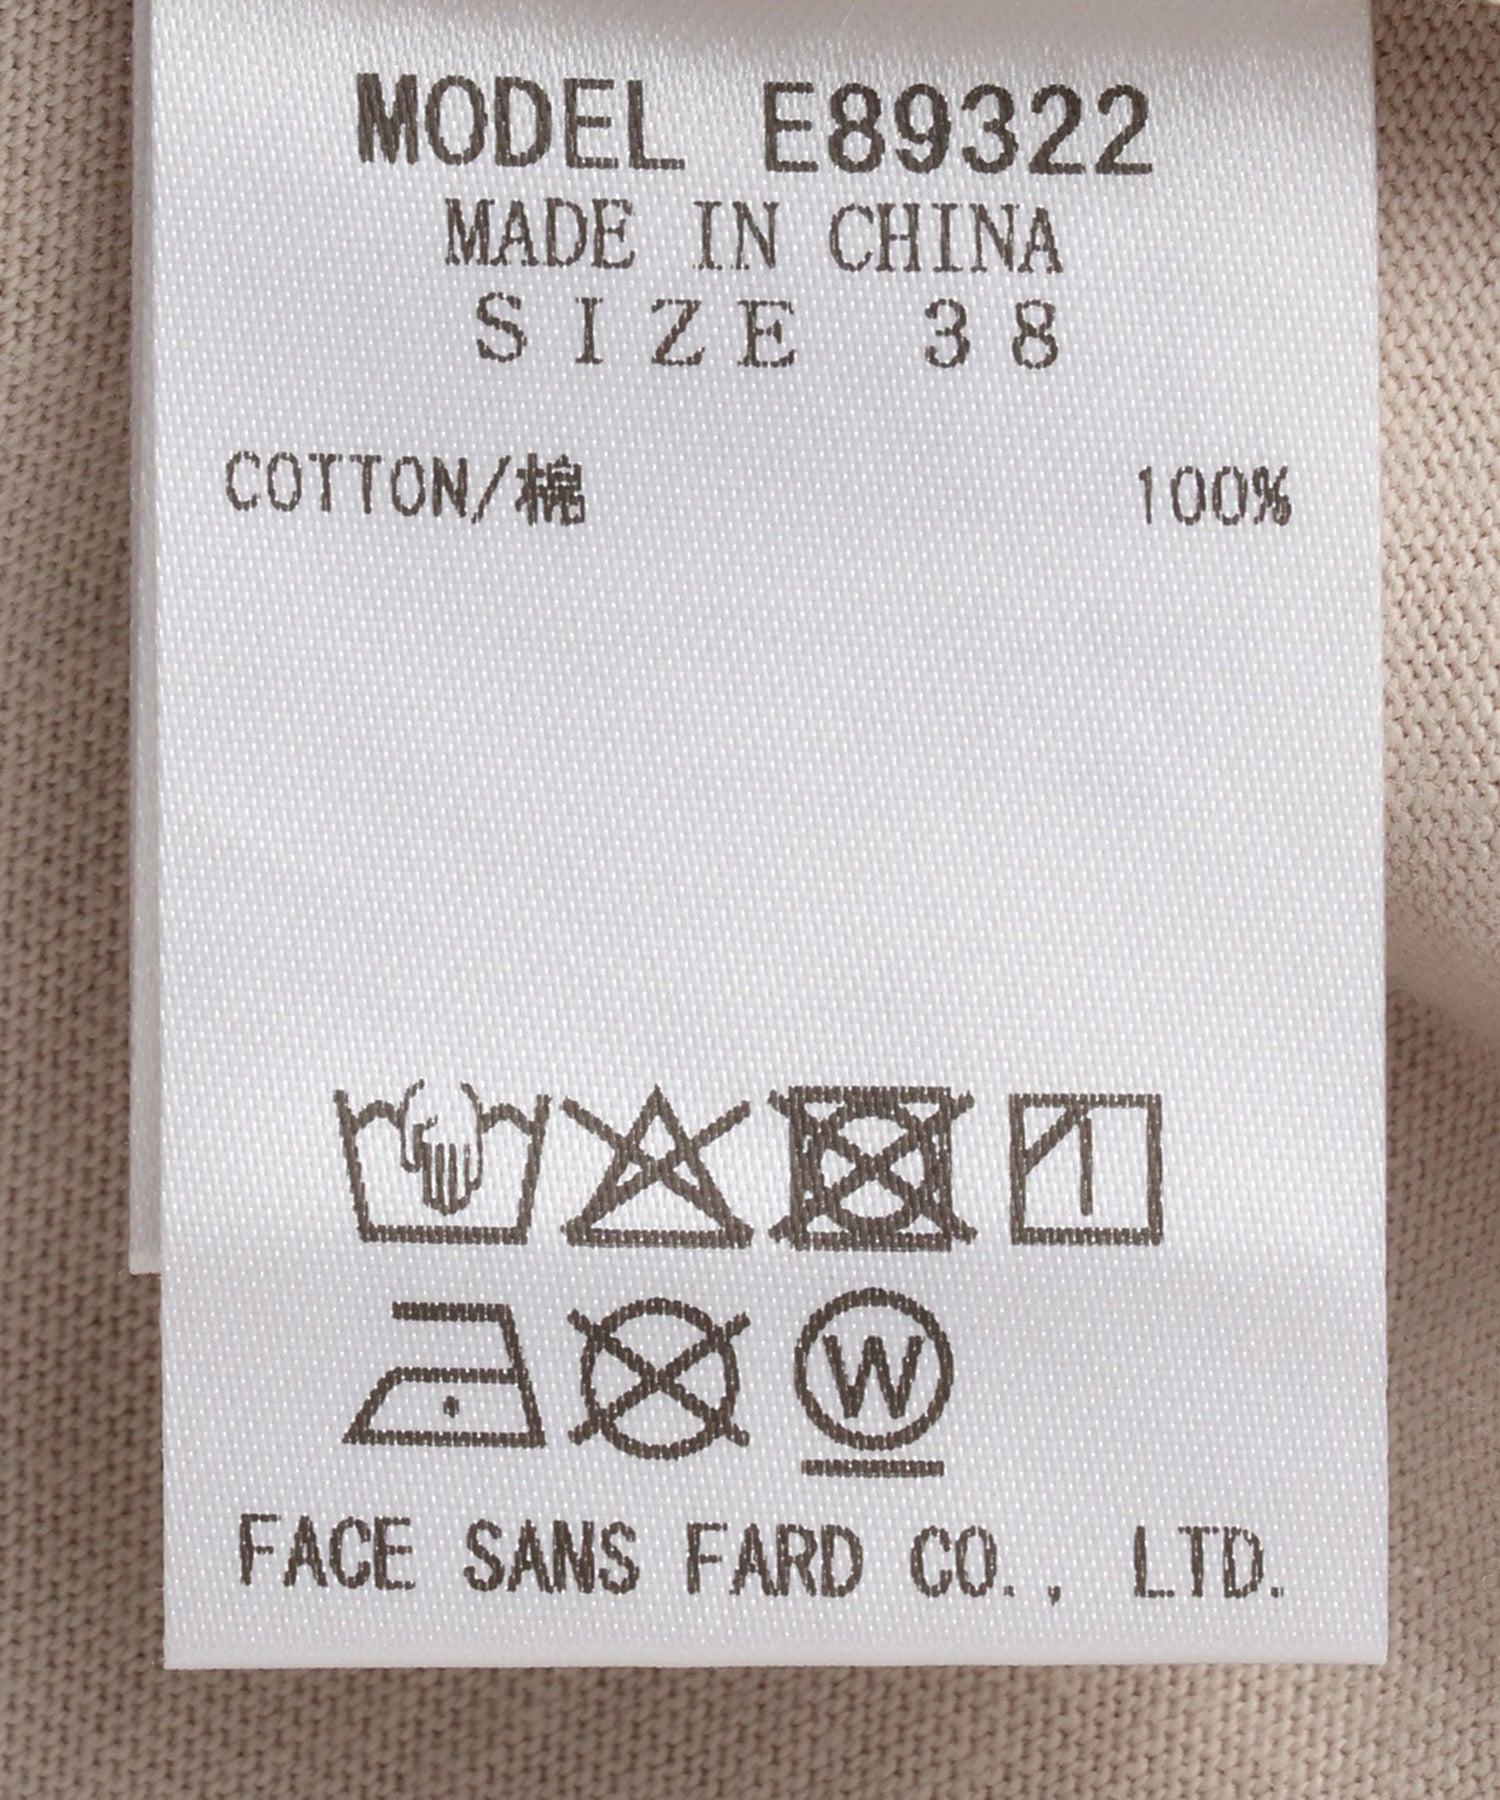 MODEL E89322
MADE IN CHINA
SIZE 38
COTTON/棉 100%
W
FACE SANS FARD CO., LTD.